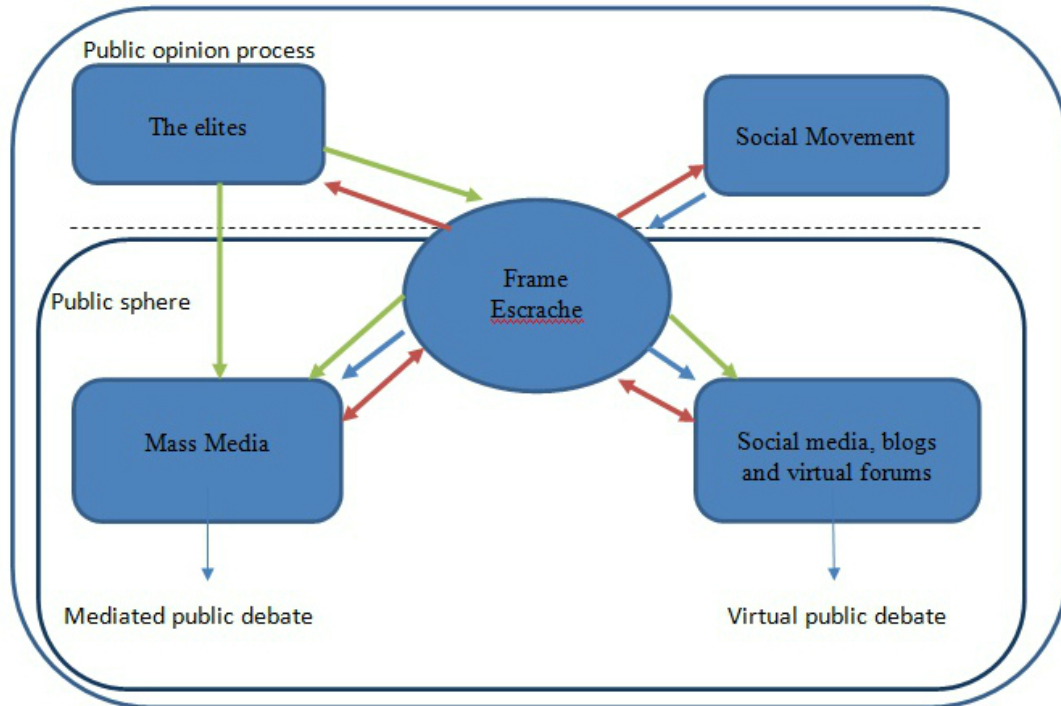 Public opinion process
The elites
Social Movement
Frame
Escrache
Public sphere
Mass Media
Social media, blogs
and virtual forums
Mediated public debate
Virtual public debate